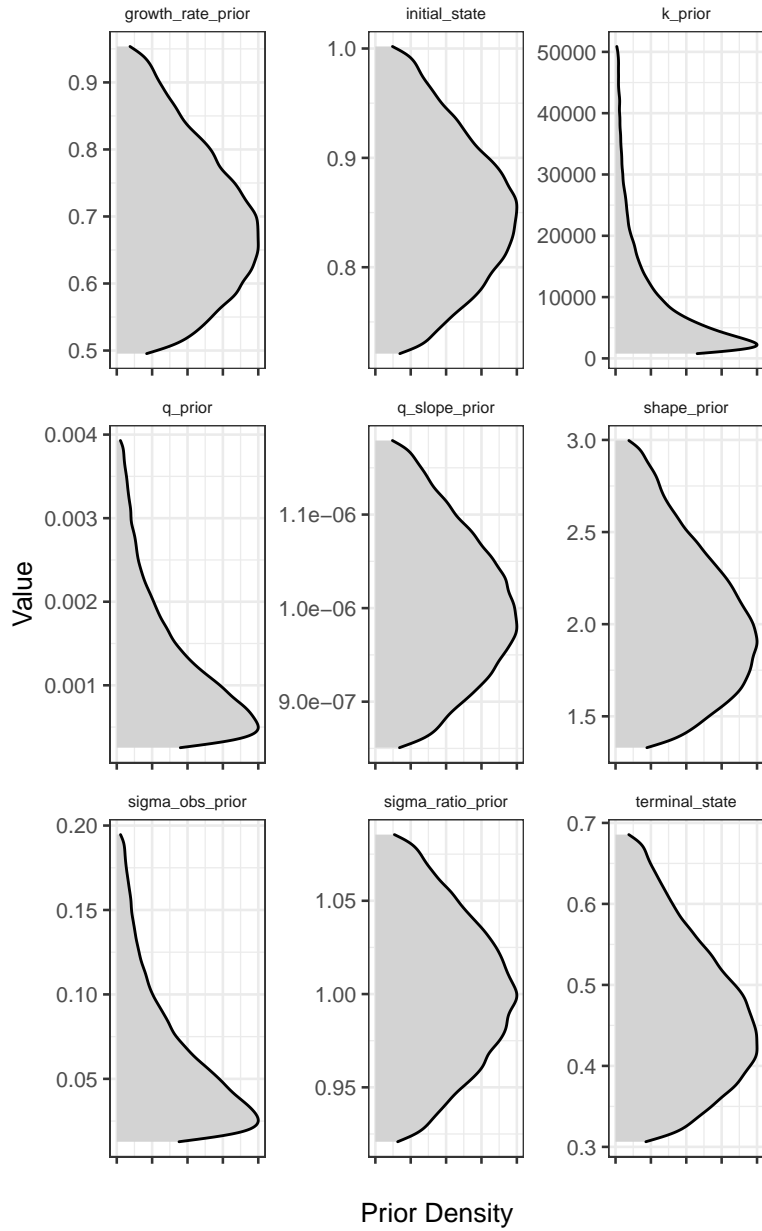 growth_rate_prior
initial_state
k_prior
0.9
0.8
0.7
0.6
0.5
1.0
0.9
0.8
50000
40000
30000
20000
10000
0
q_prior
q_slope_prior
shape_prior
0.004
0.003
0.002
0.001
1.1e−06
1.0e−06
9.0e−07
3.0
2.5
2.0
1.5
Value
sigma_obs_prior
sigma_ratio_prior
terminal_state
0.20
0.15
0.10
0.05
1.05
1.00
0.95
0.7
0.6
0.5
0.4
0.3
Prior Density